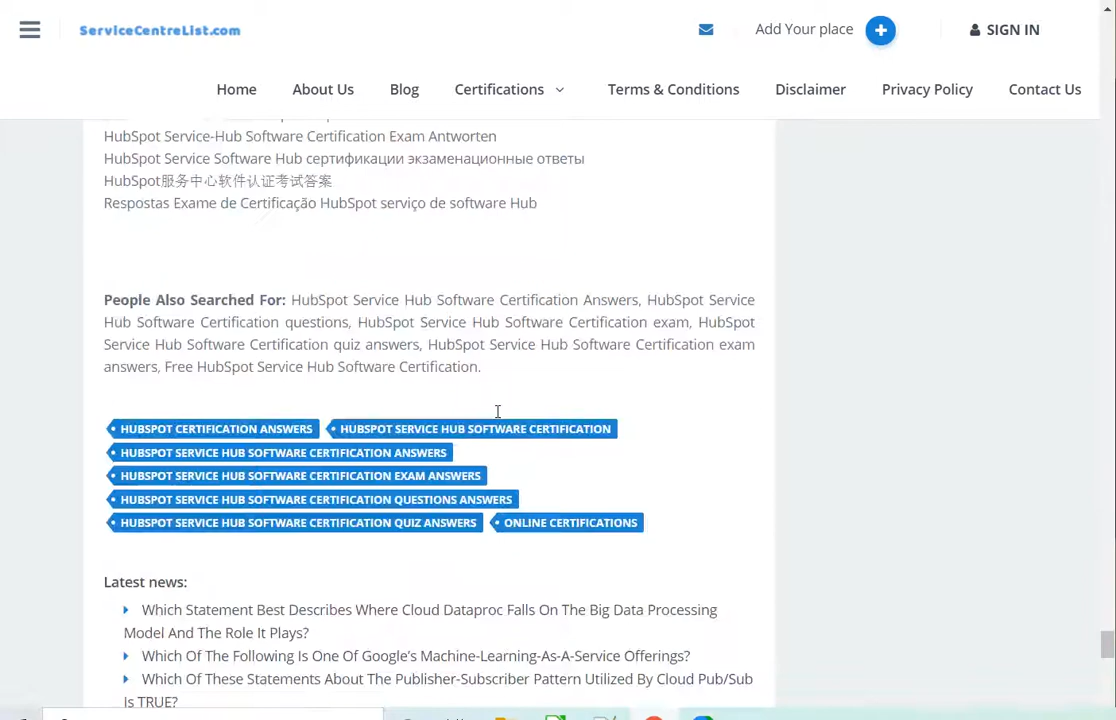 ServiceCentreList.com
Add Your place
SIGN IN
Home About Us Blog Certifications Terms & Conditions Disclaimer Privacy Policy Contact Us
HubSpot Service-Hub Software Certification Exam Antworten
HubSpot Service Software Hub сертификации экзаменационные ответы
HubSpot服务中心软件认证考试答案
Respostas Exame de Certificação HubSpot serviço de software Hub
People Also Searched For: HubSpot Service Hub Software Certification Answers, HubSpot Service
Hub Software Certification questions, HubSpot Service Hub Software Certification exam, HubSpot
Service Hub Software Certification quiz answers, HubSpot Service Hub Software Certification exam
answers, Free HubSpot Service Hub Software Certification.
HUBSPOT CERTIFICATION ANSWERS HUBSPOT SERVICE HUB SOFTWARE CERTIFICATION
HUBSPOT SERVICE HUB SOFTWARE CERTIFICATION ANSWERS
HUBSPOT SERVICE HUB SOFTWARE CERTIFICATION EXAM ANSWERS
HUBSPOT SERVICE HUB SOFTWARE CERTIFICATION QUESTIONS ANSWERS
HUBSPOT SERVICE HUB SOFTWARE CERTIFICATION QUIZ ANSWERS ONLINE CERTIFICATIONS
Latest news:
Which Statement Best Describes Where Cloud Dataproc Falls On The Big Data Processing
Model And The Role It Plays?
Which Of The Following Is One Of Google's Machine-Learning-As-A-Service Offerings?
Which Of These Statements About The Publisher-Subscriber Pattern Utilized By Cloud Pub/Sub
Is TRUE?